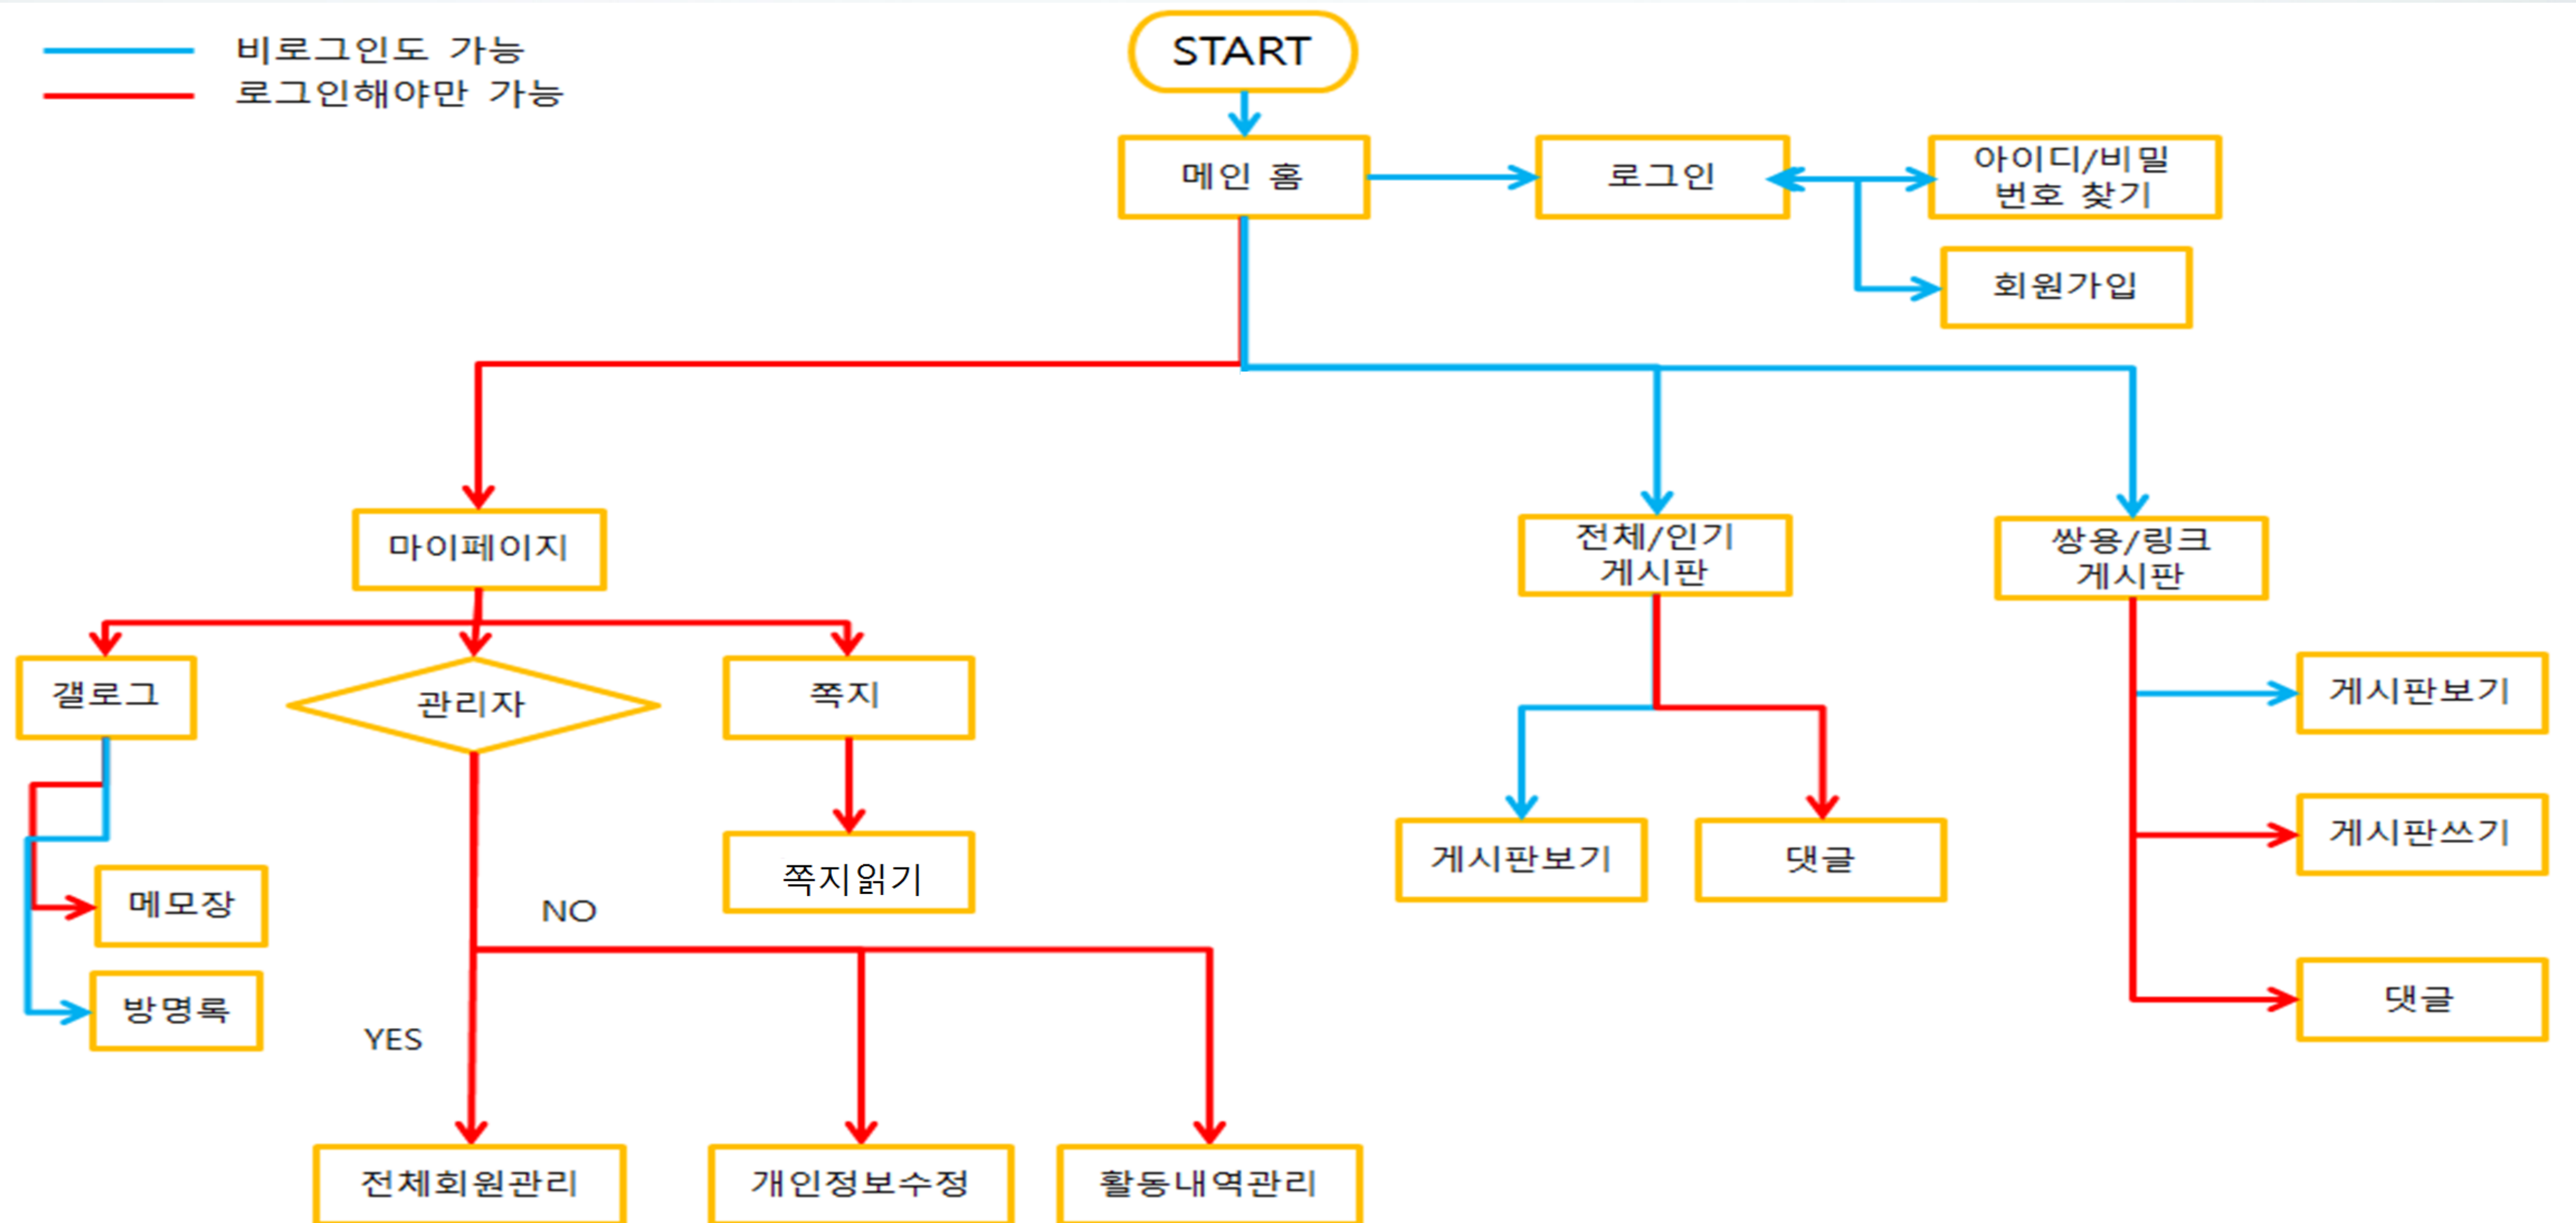 비로그인도 가능
로그인해야만 가능
START
메인 홈
로그인
아이디/비밀
번호 찾기
회원가입
마이페이지
전체/인기
게시판
쌍용/링크
게시판
갤로그
관리자
쪽지
게시판보기
게시판쓰기
댓글
쪽지읽기
게시판보기
댓글
메모장
방명록
NO
YES
전체회원관리
개인정보수정
활동내역관리